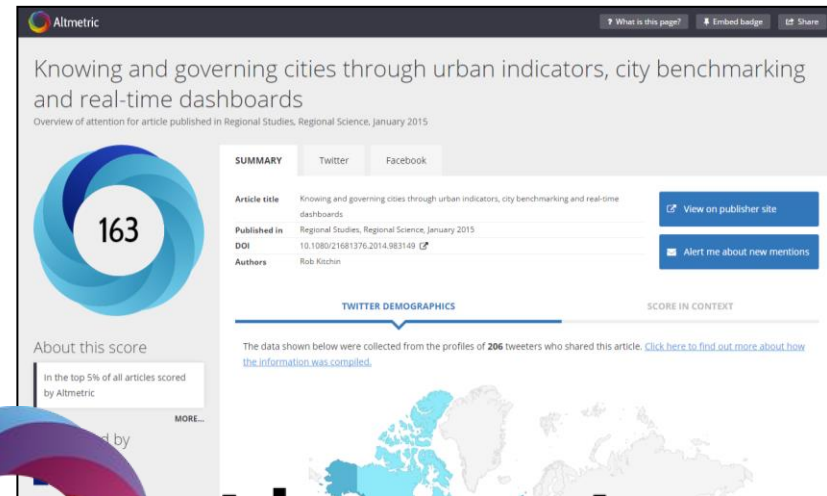 Altmetric
? What is this page?
Embed badge
Share
Knowing and governing cities through urban indicators, city benchmarking
and real-time dashboards
Overview of attention for article published in Regional Studies, Regional Science, January 2015
163
SUMMARY
Twitter
Facebook
Article title
Knowing and governing cities through urban indicators, city benchmarking and real-time
dashboards
Published in
Regional Studies, Regional Science, January 2015
DOI
10.1080/21681376.2014.983149
Authors
Rob Kitchin
View on publisher site
Alert me about new mentions
TWITTER DEMOGRAPHICS
SCORE IN CONTEXT
About this score
In the top 5% of all articles scored
by Altmetric
MORE...
by
The data shown below were collected from the profiles of 206 tweeters who shared this article. Click here to find out more about how
the information was compiled.